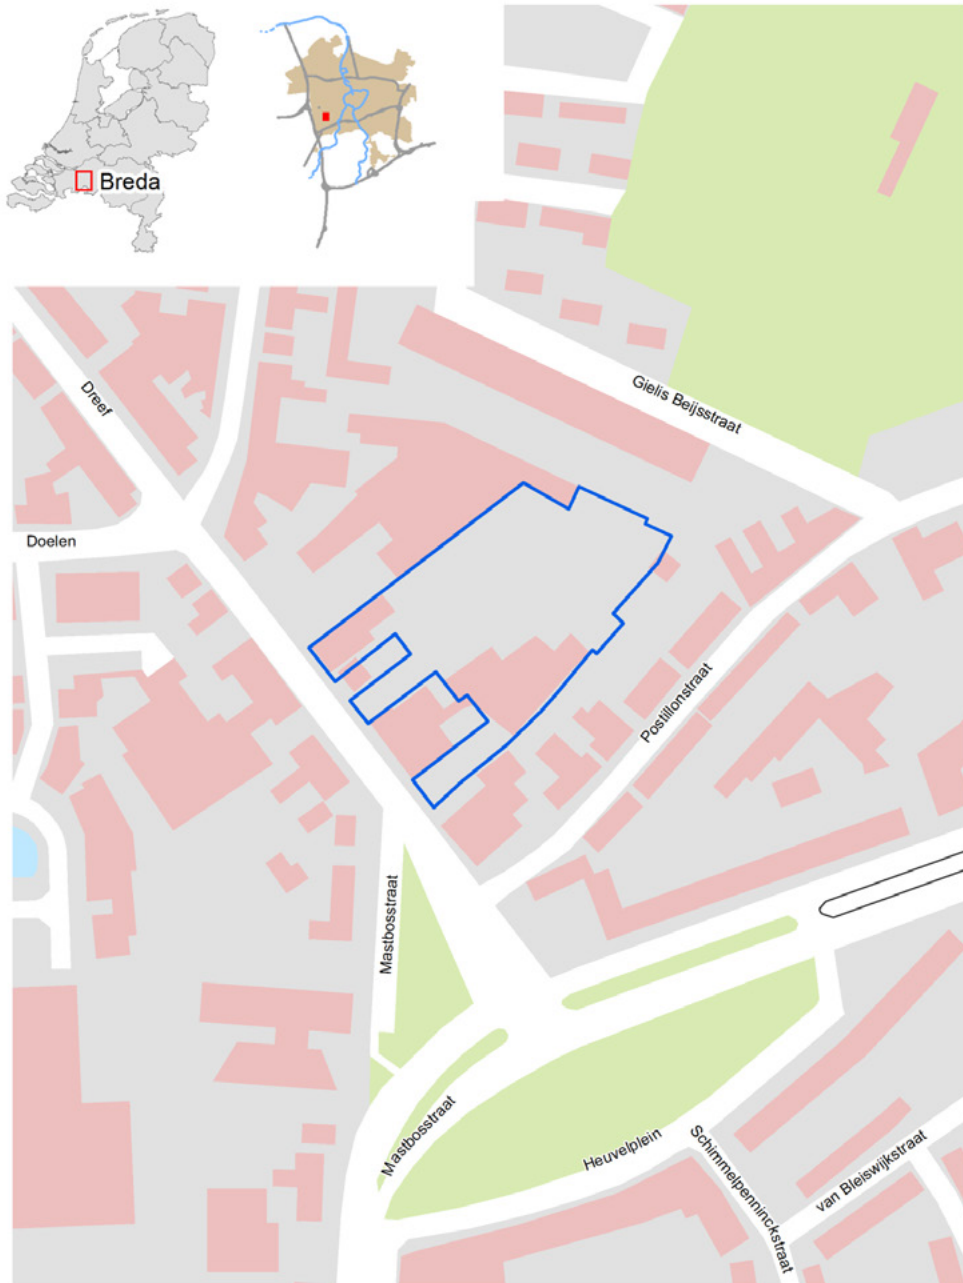 Breda
Gielis Beijsstraat
Dreef
Doelen
Postillonstraat
Mastbosstraat
Mastbosstraat
Heuvelplein
Schimmelpenninckstraat
van Bleiswijkstraat